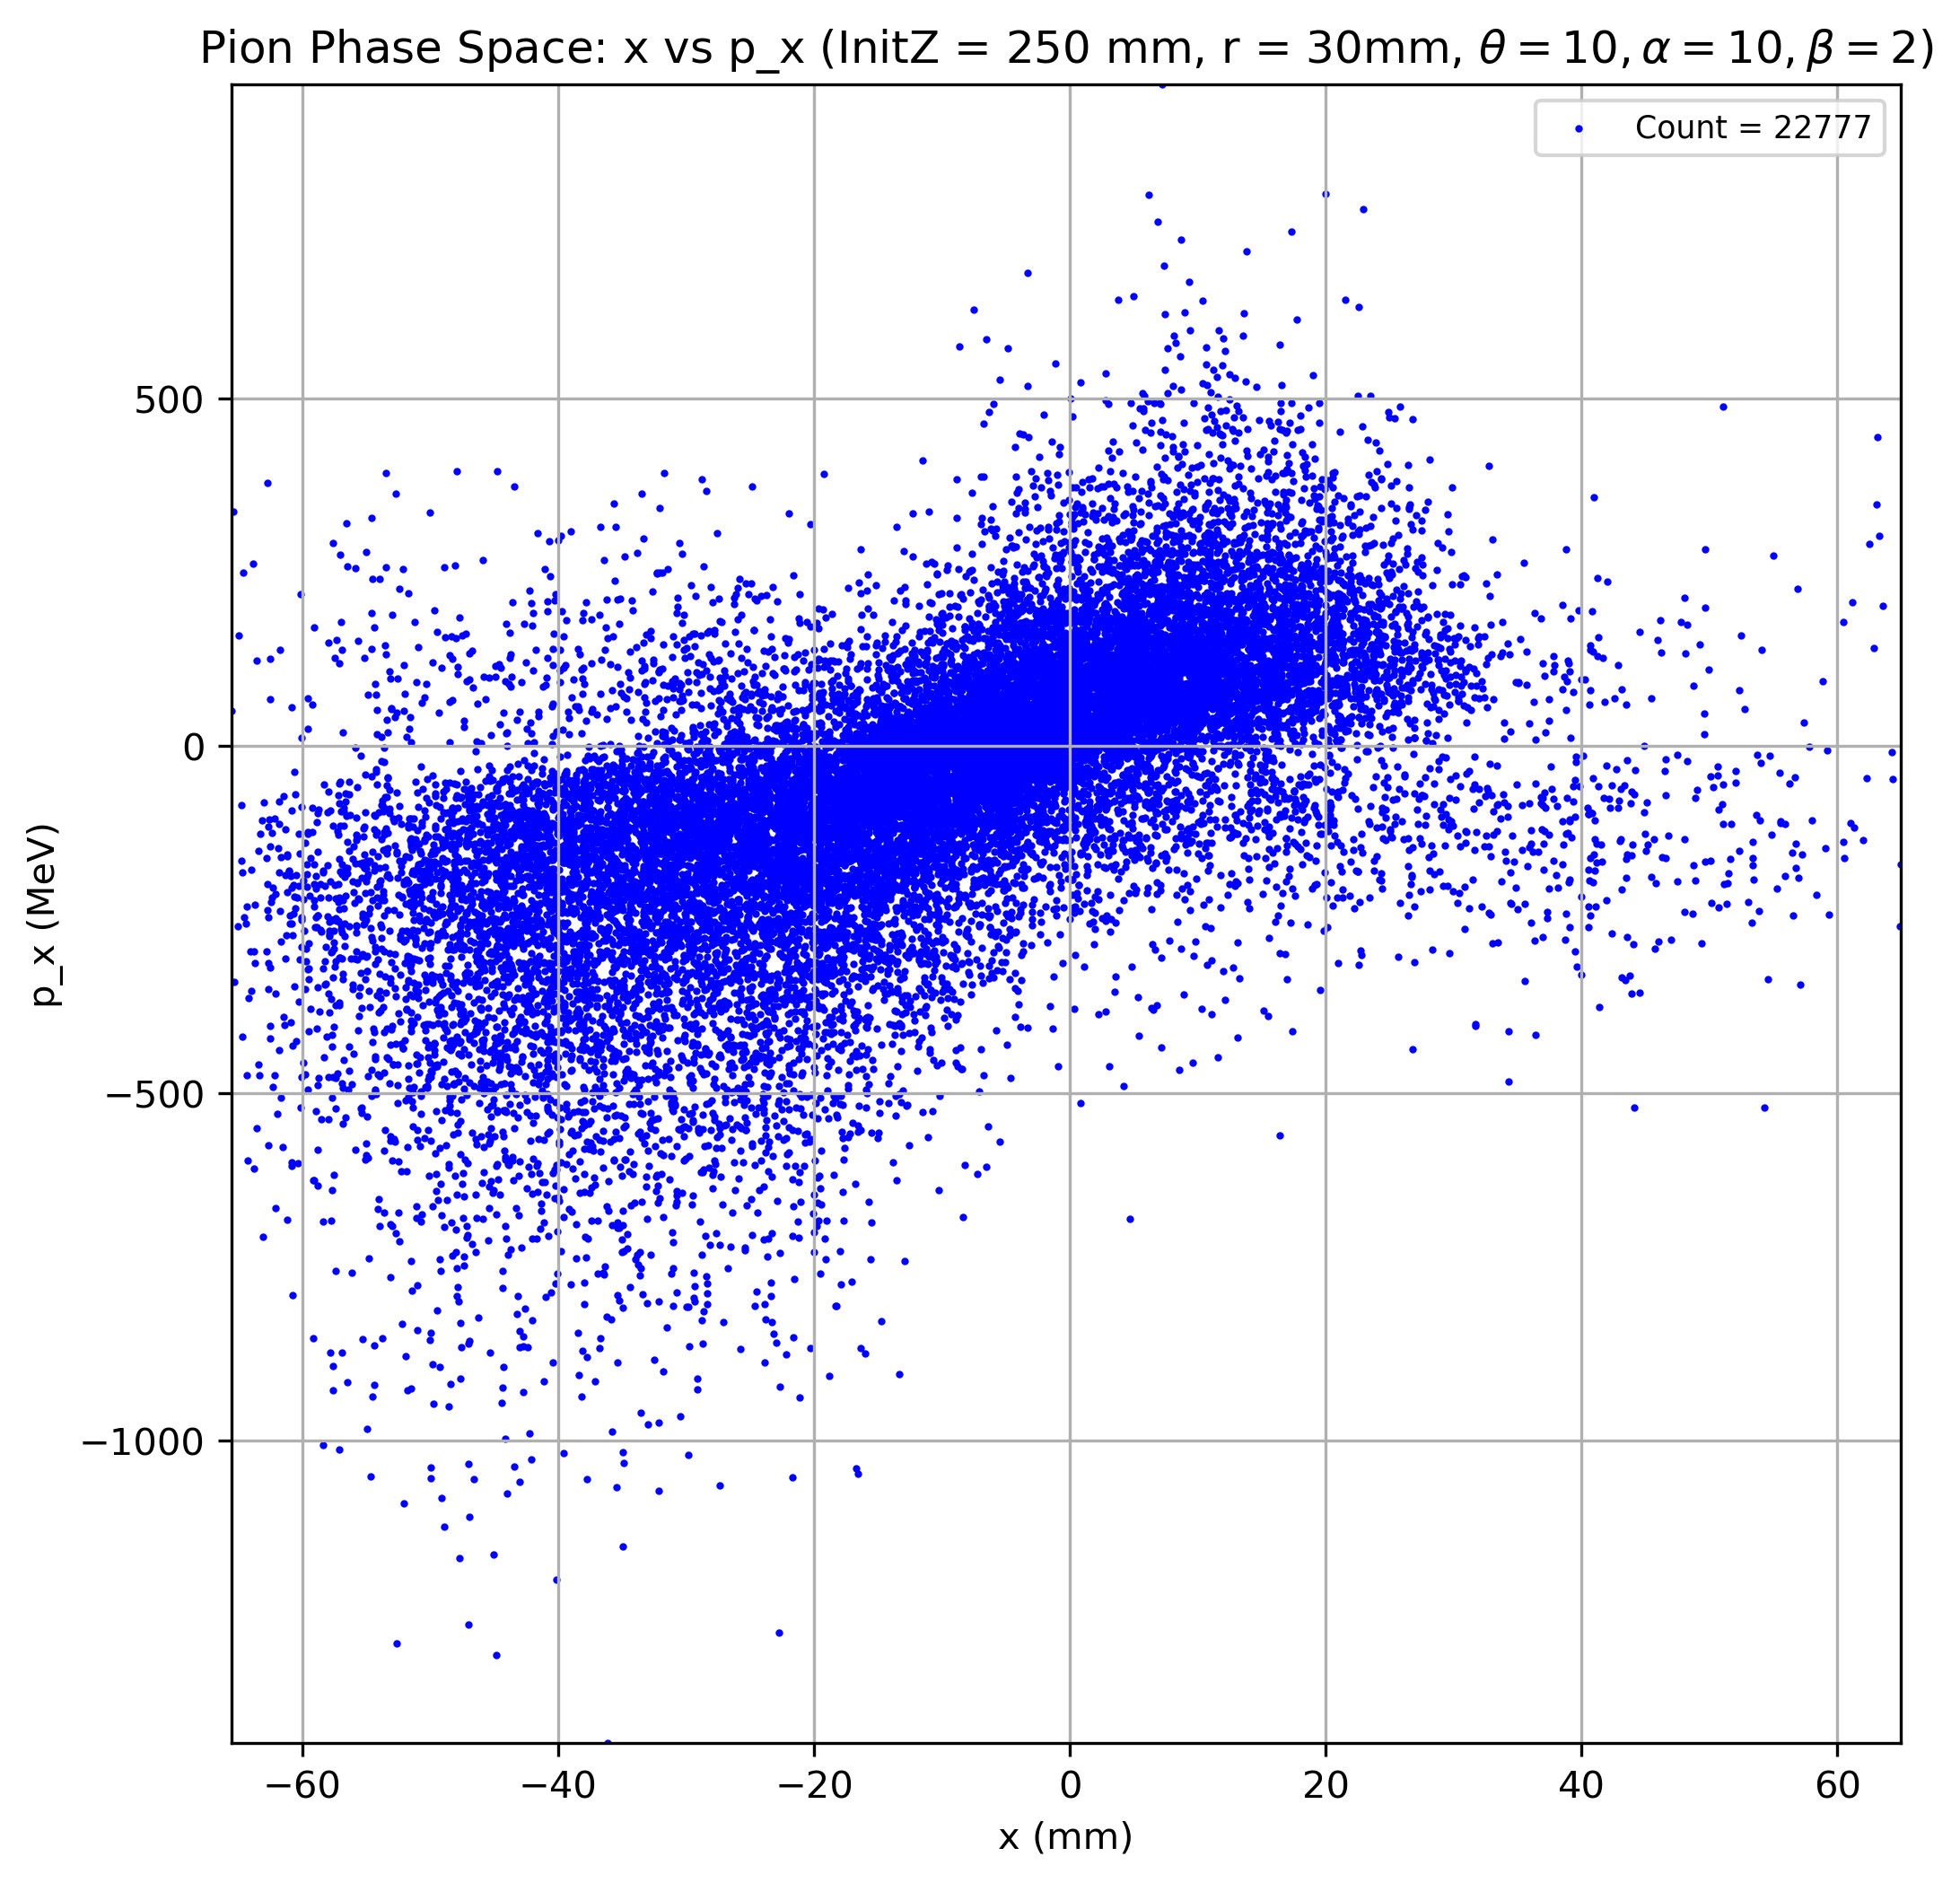 Pion Phase Space: x vs p_x (InitZ = 250 mm, r = 30mm, θ = 10, α = 10, β = 2)
Count = 22777
500
0
−500
−1000
p_x (MeV)
−60 −40 −20 0 20 40 60
x (mm)